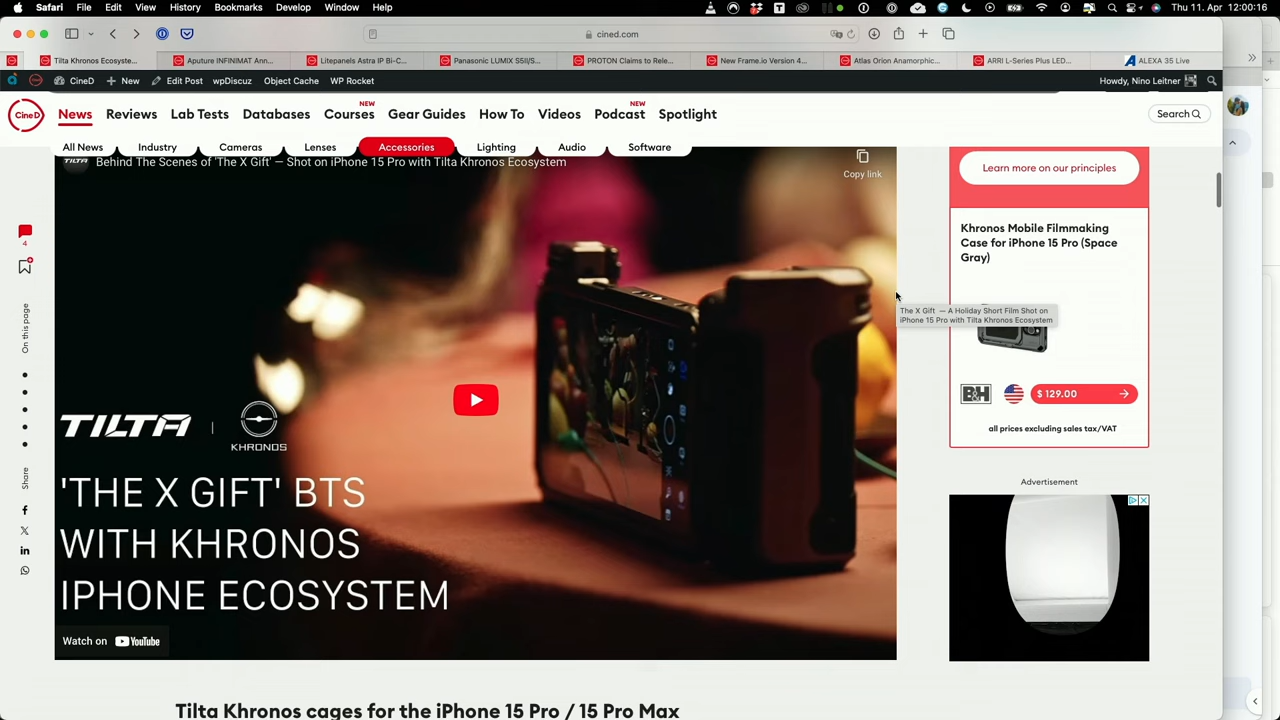 Safari File Edit View History Bookmarks Develop Window Help Thu 11. Apr 12:00:16
cined.com
Tilta Khronos Ecosyste... Aputure INFINIMAT Ann... Litepanels Astra IP Bi-C... Panasonic LUMIX S5II/S... PROTON Claims to Rele... New Frame.io Version 4... Atlas Orion Anamorphic... ARRI L-Series Plus LED... ALEXA 35 Live
CineD + New Edit Post wpDiscuz Object Cache WP Rocket Howdy, Nino Leitner
NEW NEW
CineD News Reviews Lab Tests Databases Courses Gear Guides How To Videos Podcast Spotlight Search
All News Industry Cameras Lenses Accessories Lighting Audio Software
TILTA Behind The Scenes of 'The X Gift' — Shot on iPhone 15 Pro with Tilta Khronos Ecosystem
Copy link
Learn more on our principles
4
Khronos Mobile Filmmaking
Case for iPhone 15 Pro (Space
Gray)
The X Gift — A Holiday Short Film Shot on
iPhone 15 Pro with Tilta Khronos Ecosystem
On this page
B&H $ 129.00
all prices excluding sales tax/VAT
TILTA | KHRONOS
Share
Advertisement
'THE X GIFT' BTS
WITH KHRONOS
IPHONE ECOSYSTEM
Watch on YouTube
Tilta Khronos cages for the iPhone 15 Pro / 15 Pro Max